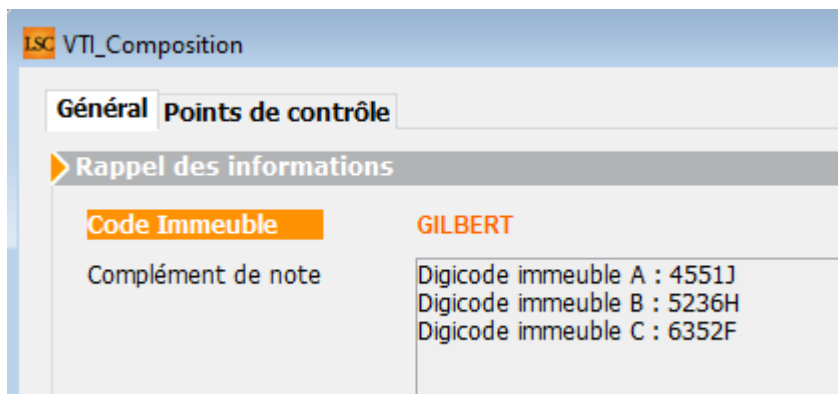 LSC VTI_Composition
Général Points de contrôle
Rappel des informations
Code Immeuble GILBERT
Complément de note Digicode immeuble A : 4551J
Digicode immeuble B : 5236H
Digicode immeuble C : 6352F